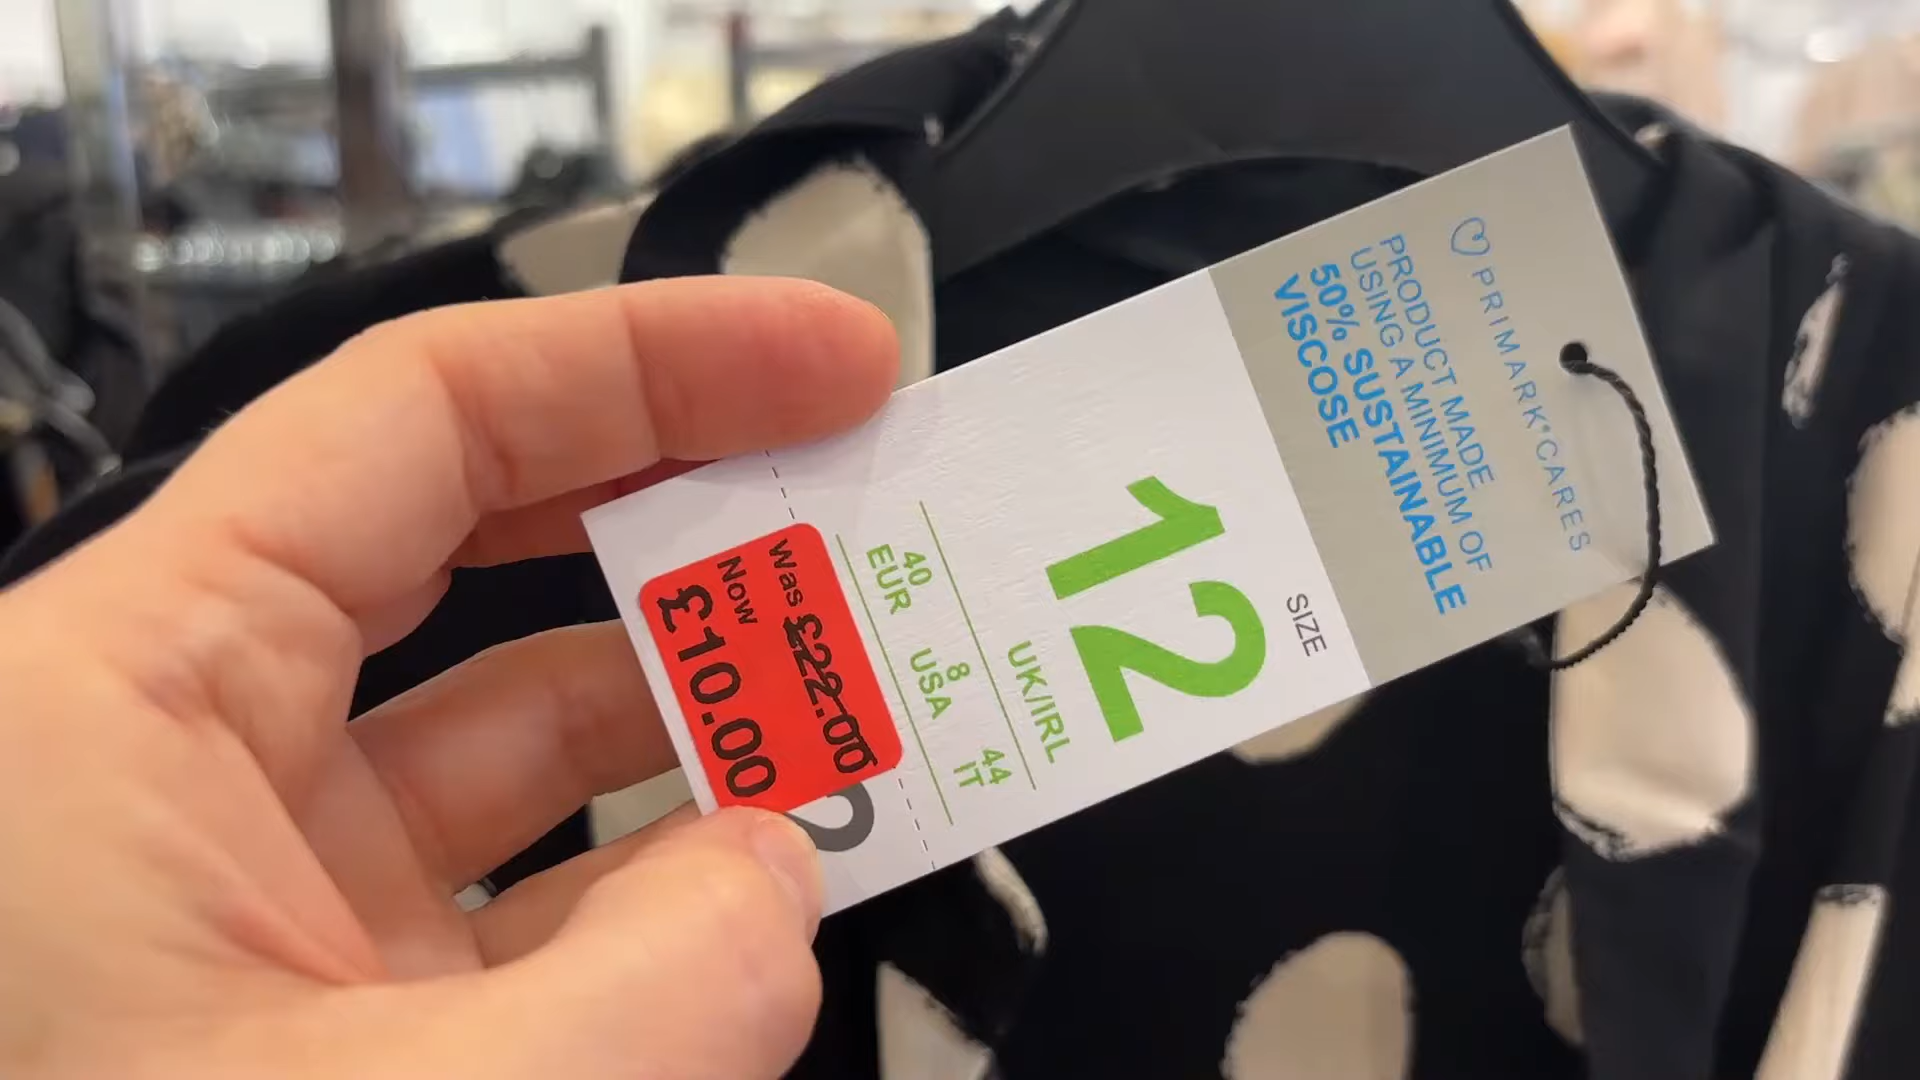 PRIMARK®CARES
PRODUCT MADE
USING A MINIMUM OF
50% SUSTAINABLE
VISCOSE
SIZE
12
UK/IRL
40 8 44
EUR USA IT
Was £22.00
Now
£10.00